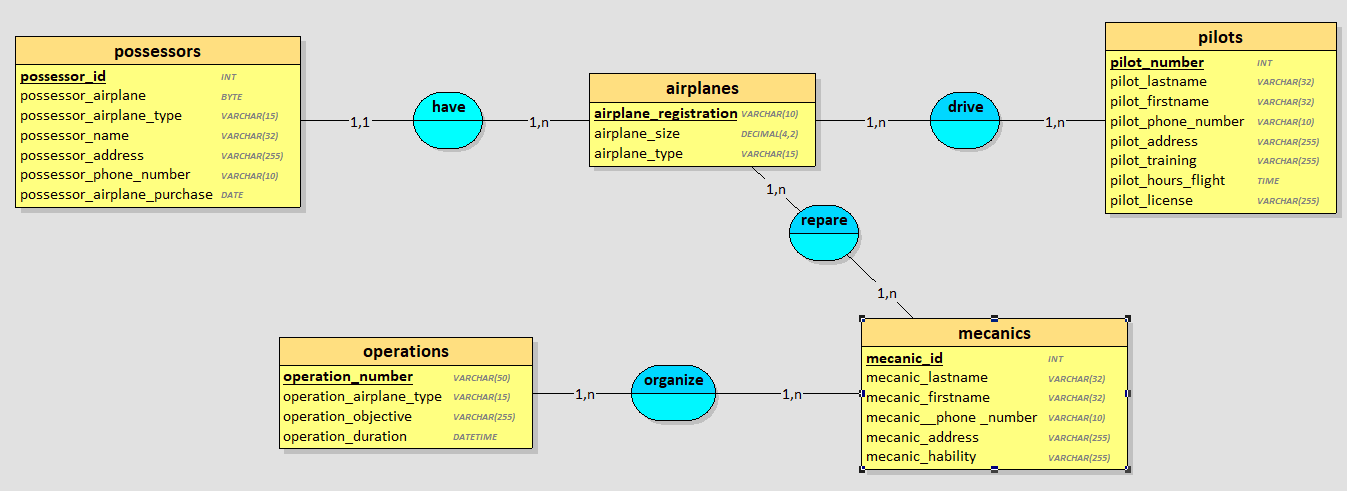 possessors
possessor_id INT
possessor_airplane BYTE
possessor_airplane_type VARCHAR(15)
possessor_name VARCHAR(32)
possessor_address VARCHAR(255)
possessor_phone_number VARCHAR(10)
possessor_airplane_purchase DATE
1,1
have
1,n
airplanes
airplane_registration VARCHAR(10)
airplane_size DECIMAL(4,2)
airplane_type VARCHAR(15)
1,n
drive
1,n
pilots
pilot_number INT
pilot_lastname VARCHAR(32)
pilot_firstname VARCHAR(32)
pilot_phone_number VARCHAR(10)
pilot_address VARCHAR(255)
pilot_training VARCHAR(255)
pilot_hours_flight TIME
pilot_license VARCHAR(255)
1,n
repare
1,n
operations
operation_number VARCHAR(50)
operation_airplane_type VARCHAR(15)
operation_objective VARCHAR(255)
operation_duration DATETIME
1,n
organize
1,n
mecanics
mecanic_id INT
mecanic_lastname VARCHAR(32)
mecanic_firstname VARCHAR(32)
mecanic__phone _number VARCHAR(10)
mecanic_address VARCHAR(255)
mecanic_hability VARCHAR(255)